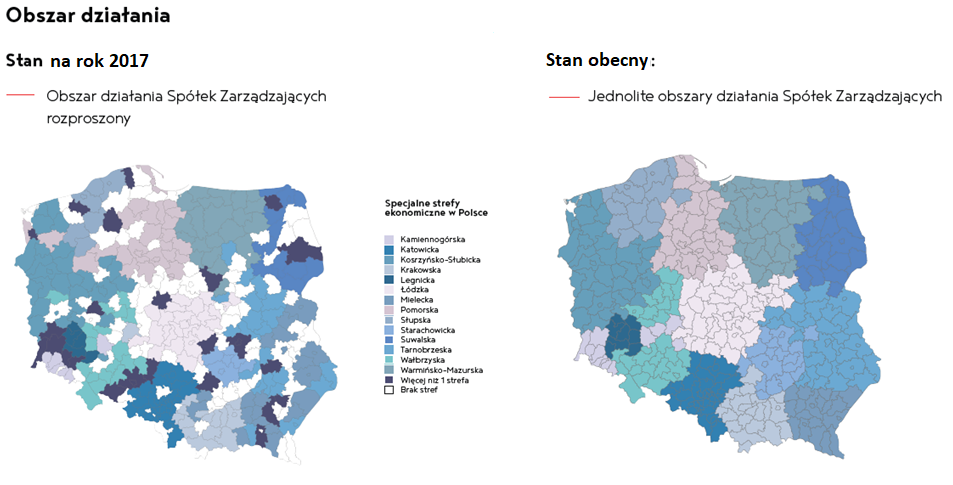 Obszar działania
Stan na rok 2017
Obszar działania Spółek Zarządzających
rozproszony
Stan obecny:
Jednolite obszary działania Spółek Zarządzających
Specjalne strefy
ekonomiczne w Polsce
Kamiennogórska
Katowicka
Kosrzyńsko-Słubicka
Krakowska
Legnicka
Łódzka
Mielecka
Pomorska
Słupska
Starachowicka
Suwalska
Tarnobrzeska
Wałbrzyska
Warmińsko-Mazurska
Więcej niż 1 strefa
Brak stref